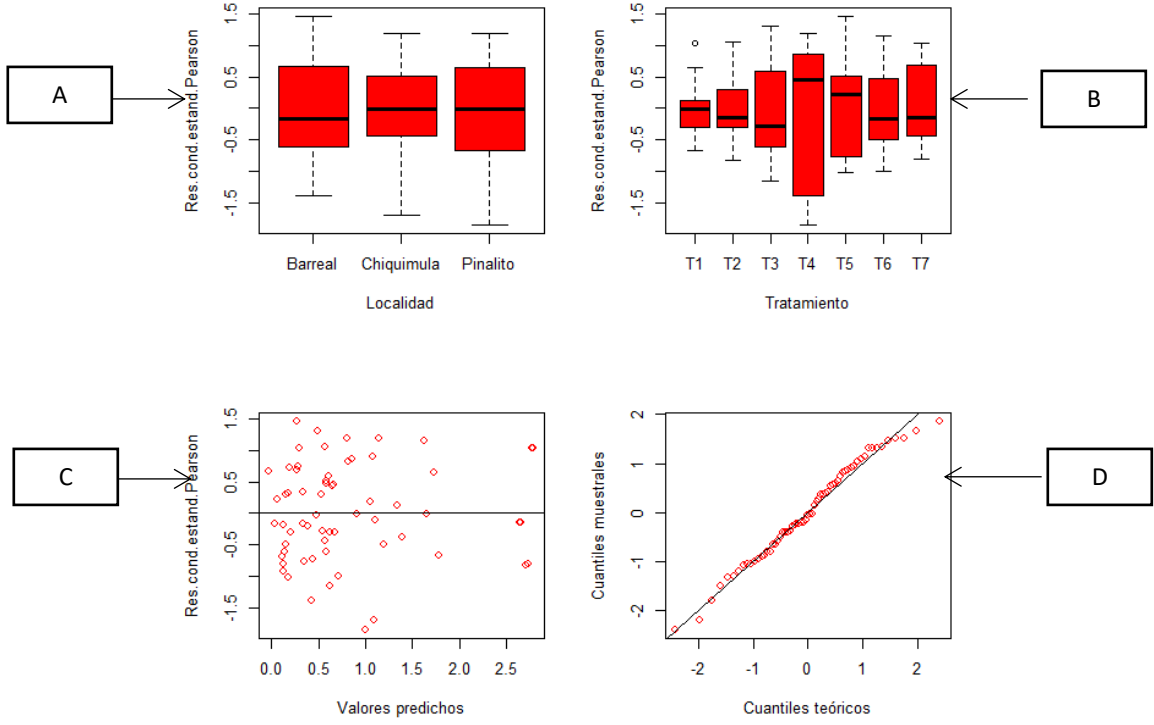 A
Res.cond.estand.Pearson
1.5
0.5
-0.5
-1.5
Barreal Chiquimula Pinalito
Localidad
Res.cond.estand.Pearson
1.5
0.5
-0.5
-1.5
T1 T2 T3 T4 T5 T6 T7
Tratamiento
B
C
Res.cond.estand.Pearson
1.5
0.5
-0.5
-1.5
0.0 0.5 1.0 1.5 2.0 2.5
Valores predichos
Cuantiles muestrales
2
1
0
-1
-2
-2 -1 0 1 2
Cuantiles teóricos
D